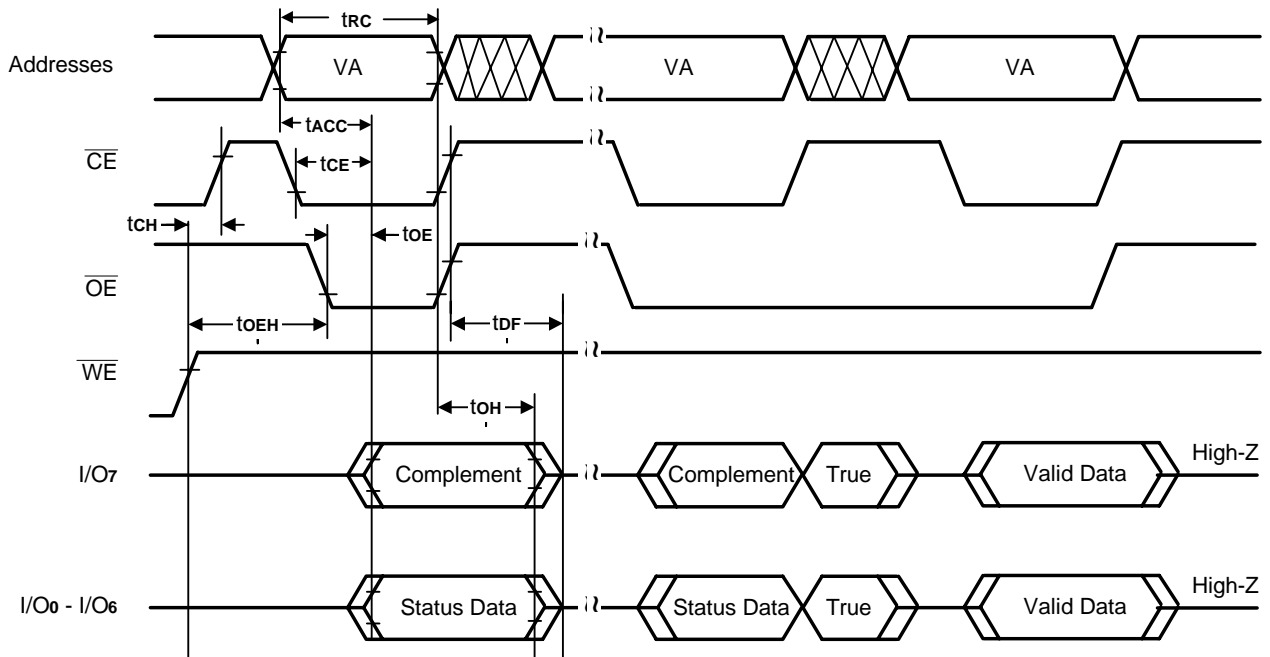 tRC
Addresses VA VA VA
tACC
CE tCE
tCH tOE
OE
tOEH tDF
WE
tOH
I/O7 Complement Complement True Valid Data High-Z
I/O0 - I/O6 Status Data Status Data True Valid Data High-Z